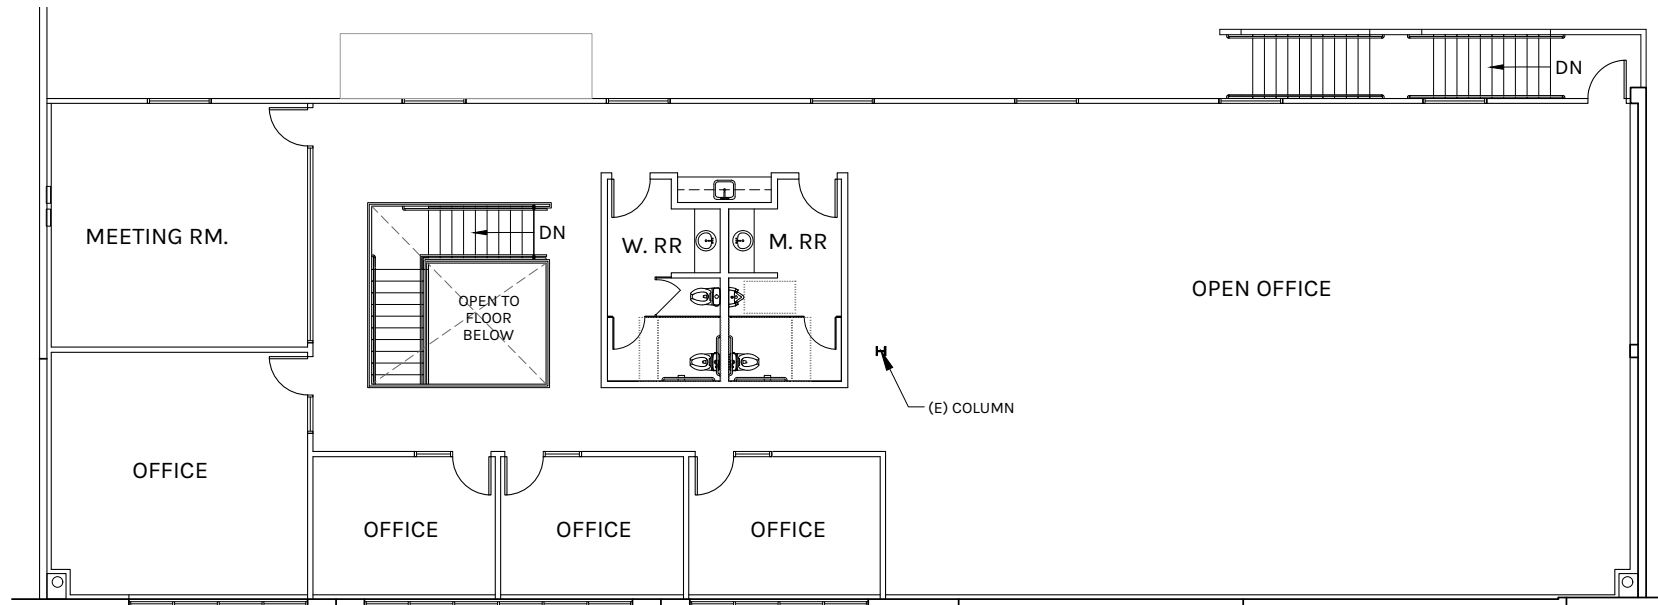 DN
MEETING RM.
DN
W. RR
M. RR
OPEN TO
FLOOR
BELOW
OPEN OFFICE
(E) COLUMN
OFFICE
OFFICE
OFFICE
OFFICE